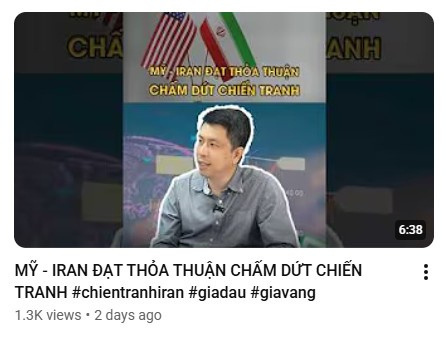 MỸ - IRAN ĐẠT THỎA THUẬN
CHẤM DỨT CHIẾN TRANH
6:38
MỸ - IRAN ĐẠT THỎA THUẬN CHẤM DỨT CHIẾN
TRANH #chientranhiran #giadau #giavang
1.3K views • 2 days ago